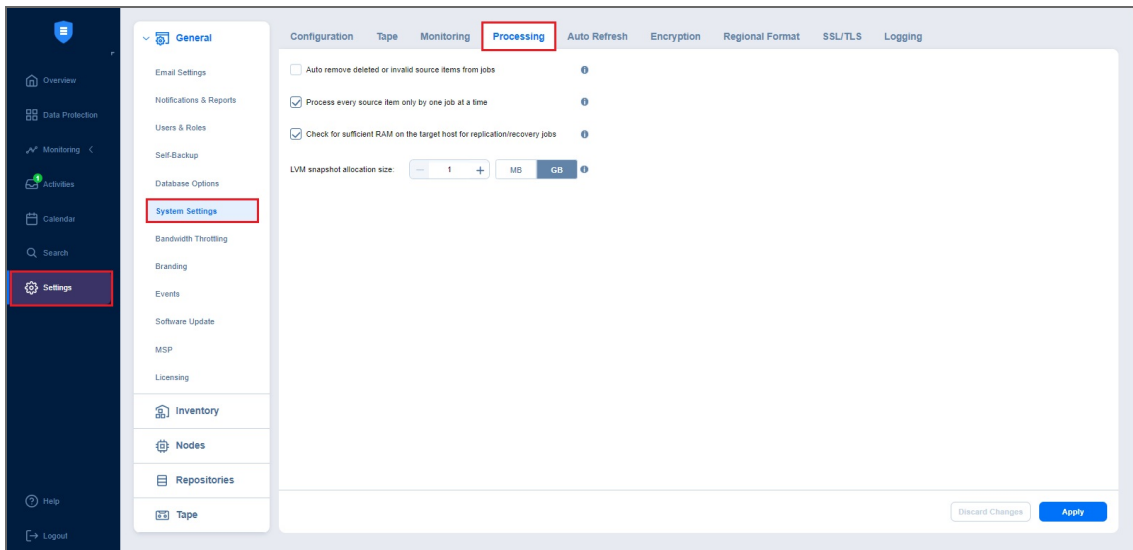 Overview
Data Protection
Monitoring
1
Activities
Calendar
Search
Settings
Help
Logout
General
Email Settings
Notifications & Reports
Users & Roles
Self-Backup
Database Options
System Settings
Bandwidth Throttling
Branding
Events
Software Update
MSP
Licensing
Inventory
Nodes
Repositories
Tape
Configuration Tape Monitoring Processing Auto Refresh Encryption Regional Format SSL/TLS Logging
Auto remove deleted or invalid source items from jobs
Process every source item only by one job at a time
Check for sufficient RAM on the target host for replication/recovery jobs
LVM snapshot allocation size: − 1 + MB GB
Discard Changes Apply